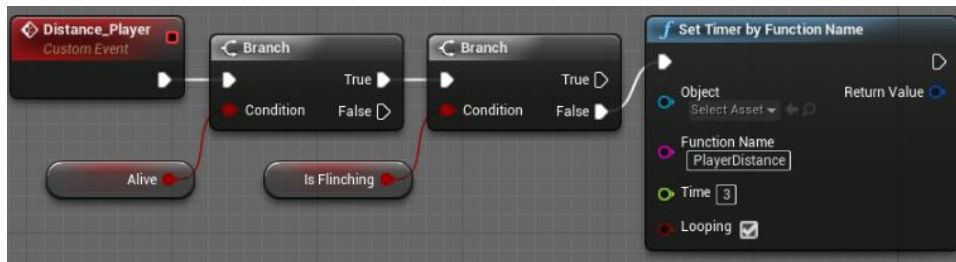 Distance_Player
Custom Event
Branch
True
Condition
False
Alive
Branch
True
Condition
False
Is Flinching
f Set Timer by Function Name
Object
Select Asset
Return Value
Function Name
PlayerDistance
Time 3
Looping